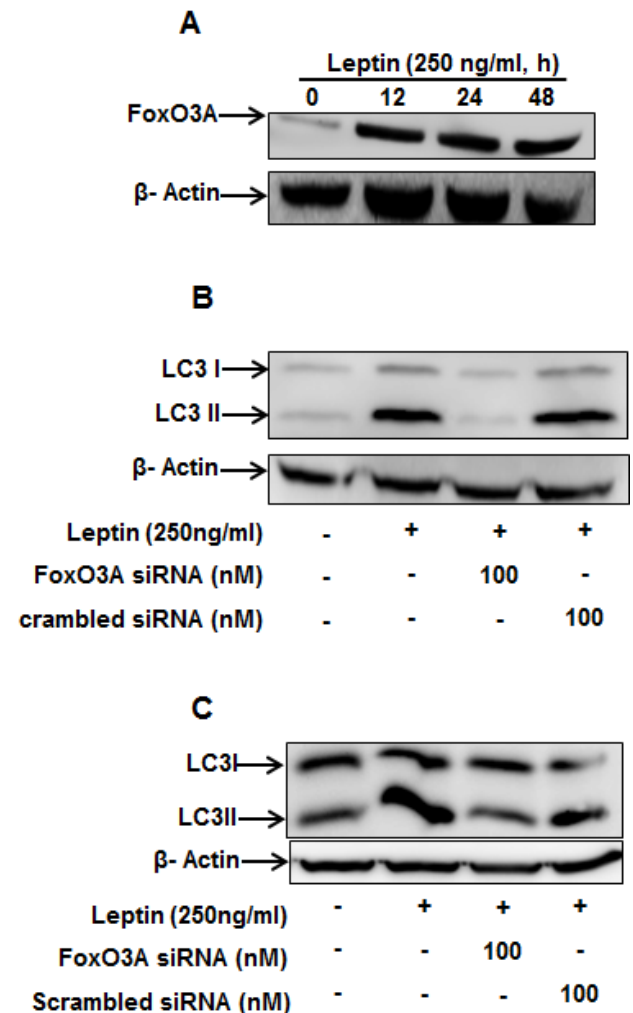 A
Leptin (250 ng/ml, h)
0 12 24 48
FoxO3A
β- Actin
B
LC3 I
LC3 II
β- Actin
Leptin (250ng/ml) - + + +
FoxO3A siRNA (nM) - - 100 -
crambled siRNA (nM) - - - 100
C
LC3I
LC3II
β- Actin
Leptin (250ng/ml) - + + +
FoxO3A siRNA (nM) - - 100 -
Scrambled siRNA (nM) - - - 100